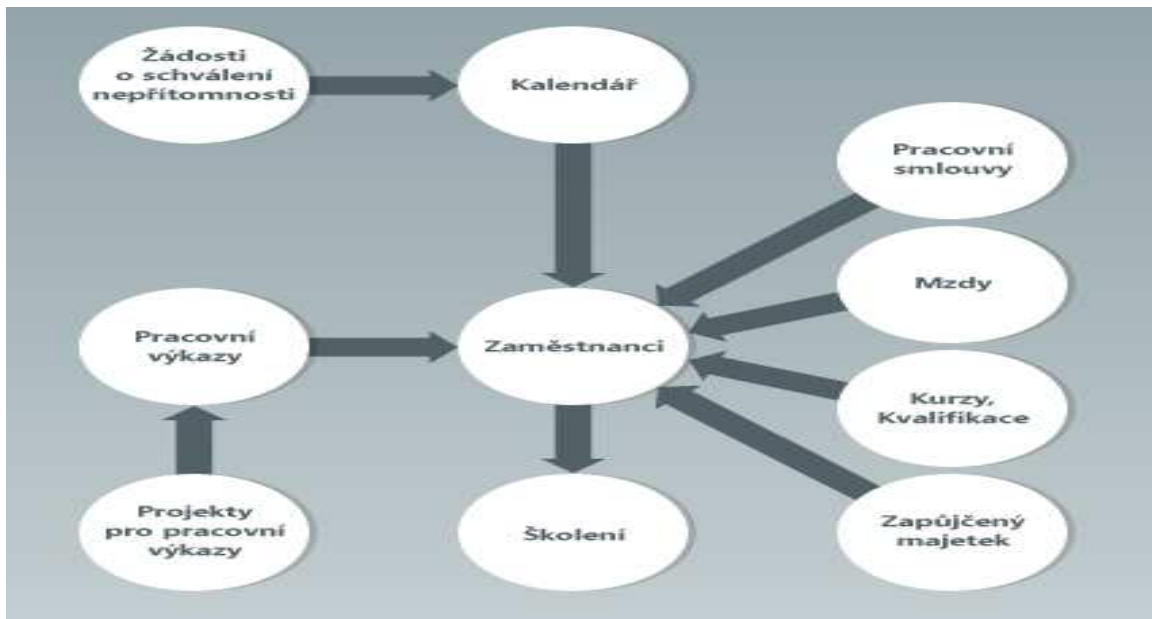 Žádosti
o schválení
nepřítomnosti
Kalendář
Pracovní
smlouvy
Mzdy
Pracovní
výkazy
Zaměstnanci
Kurzy,
Kvalifikace
Projekty
pro pracovní
výkazy
Školení
Zapůjčený
majetek